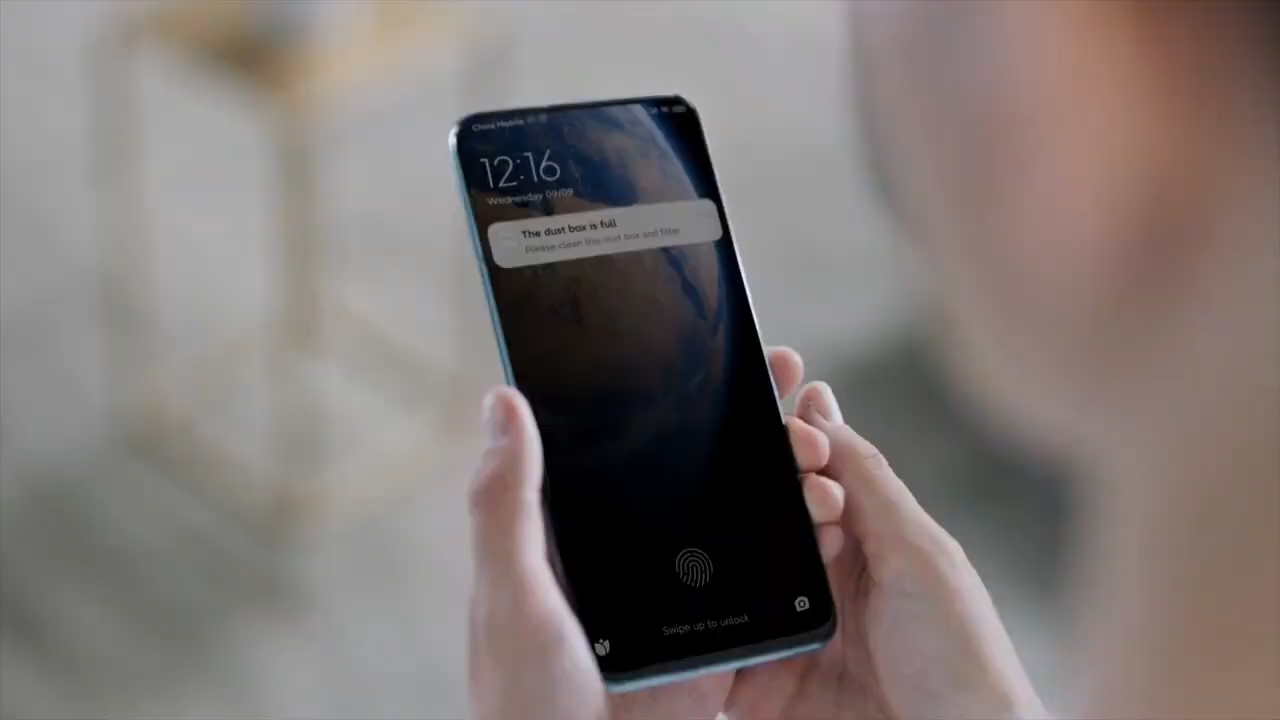 China Mobile
12:16
Wednesday 09/09
The dust box is full
Please clean the dust box and filter
Swipe up to unlock